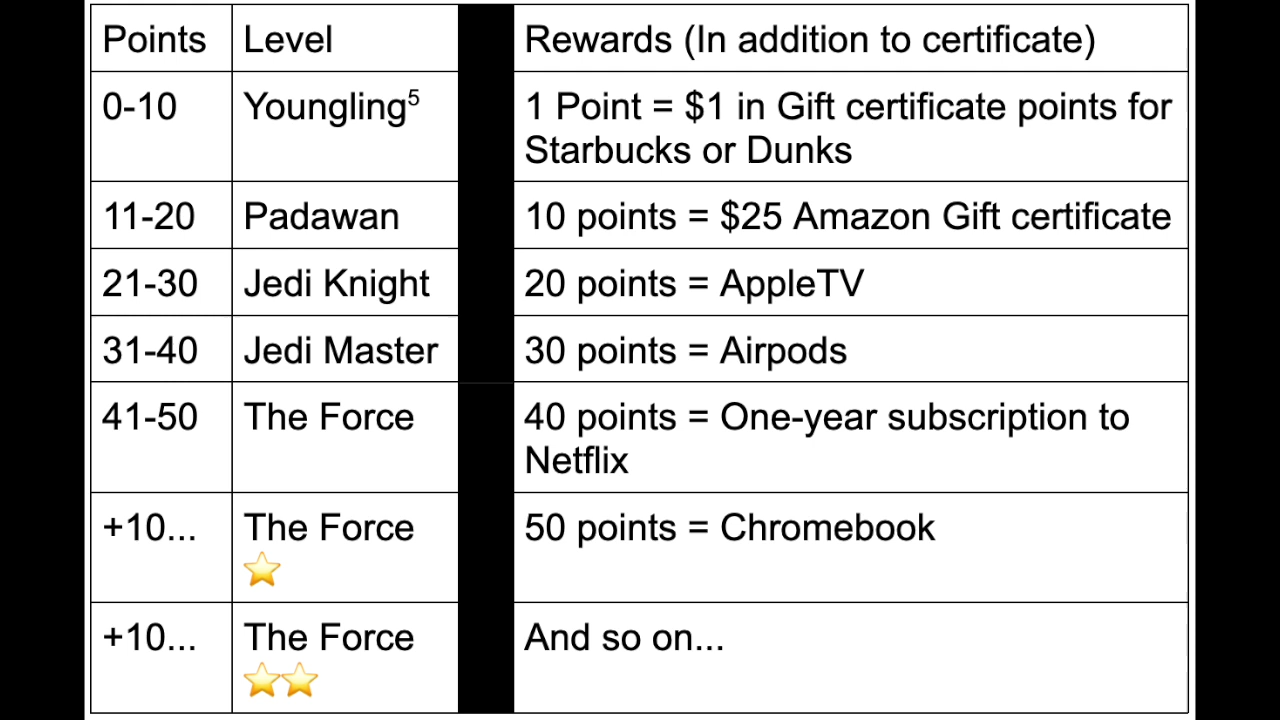 Points Level Rewards (In addition to certificate)
0-10 Youngling⁵ 1 Point = $1 in Gift certificate points for
Starbucks or Dunks
11-20 Padawan 10 points = $25 Amazon Gift certificate
21-30 Jedi Knight 20 points = AppleTV
31-40 Jedi Master 30 points = Airpods
41-50 The Force 40 points = One-year subscription to
Netflix
+10... The Force 50 points = Chromebook
⭐
+10... The Force And so on...
⭐⭐